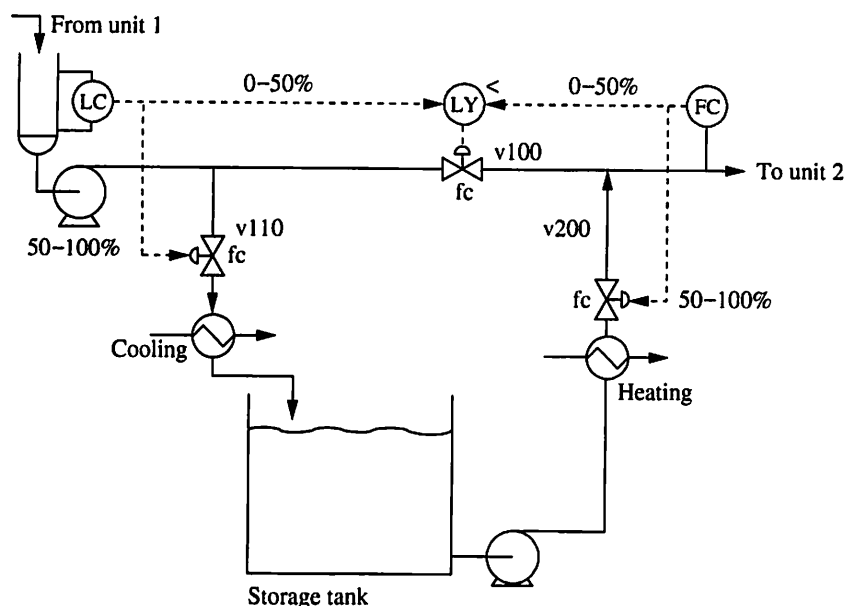 From unit 1
0–50%
0–50%
LC
LY
<
FC
v100
fc
To unit 2
50–100%
v110
fc
v200
fc
50–100%
Cooling
Heating
Storage tank